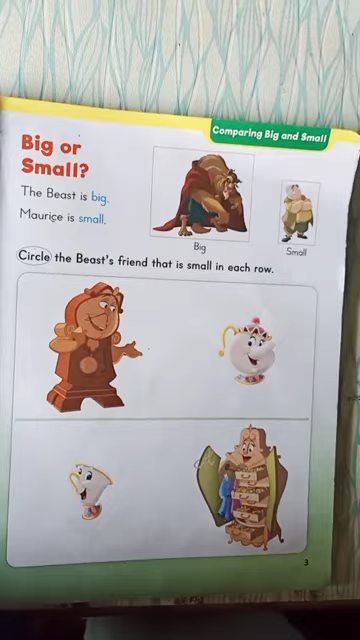 Comparing Big and Small
Big or
Small?
The Beast is big.
Maurice is small.
Big
Small
Circle the Beast's friend that is small in each row.
3